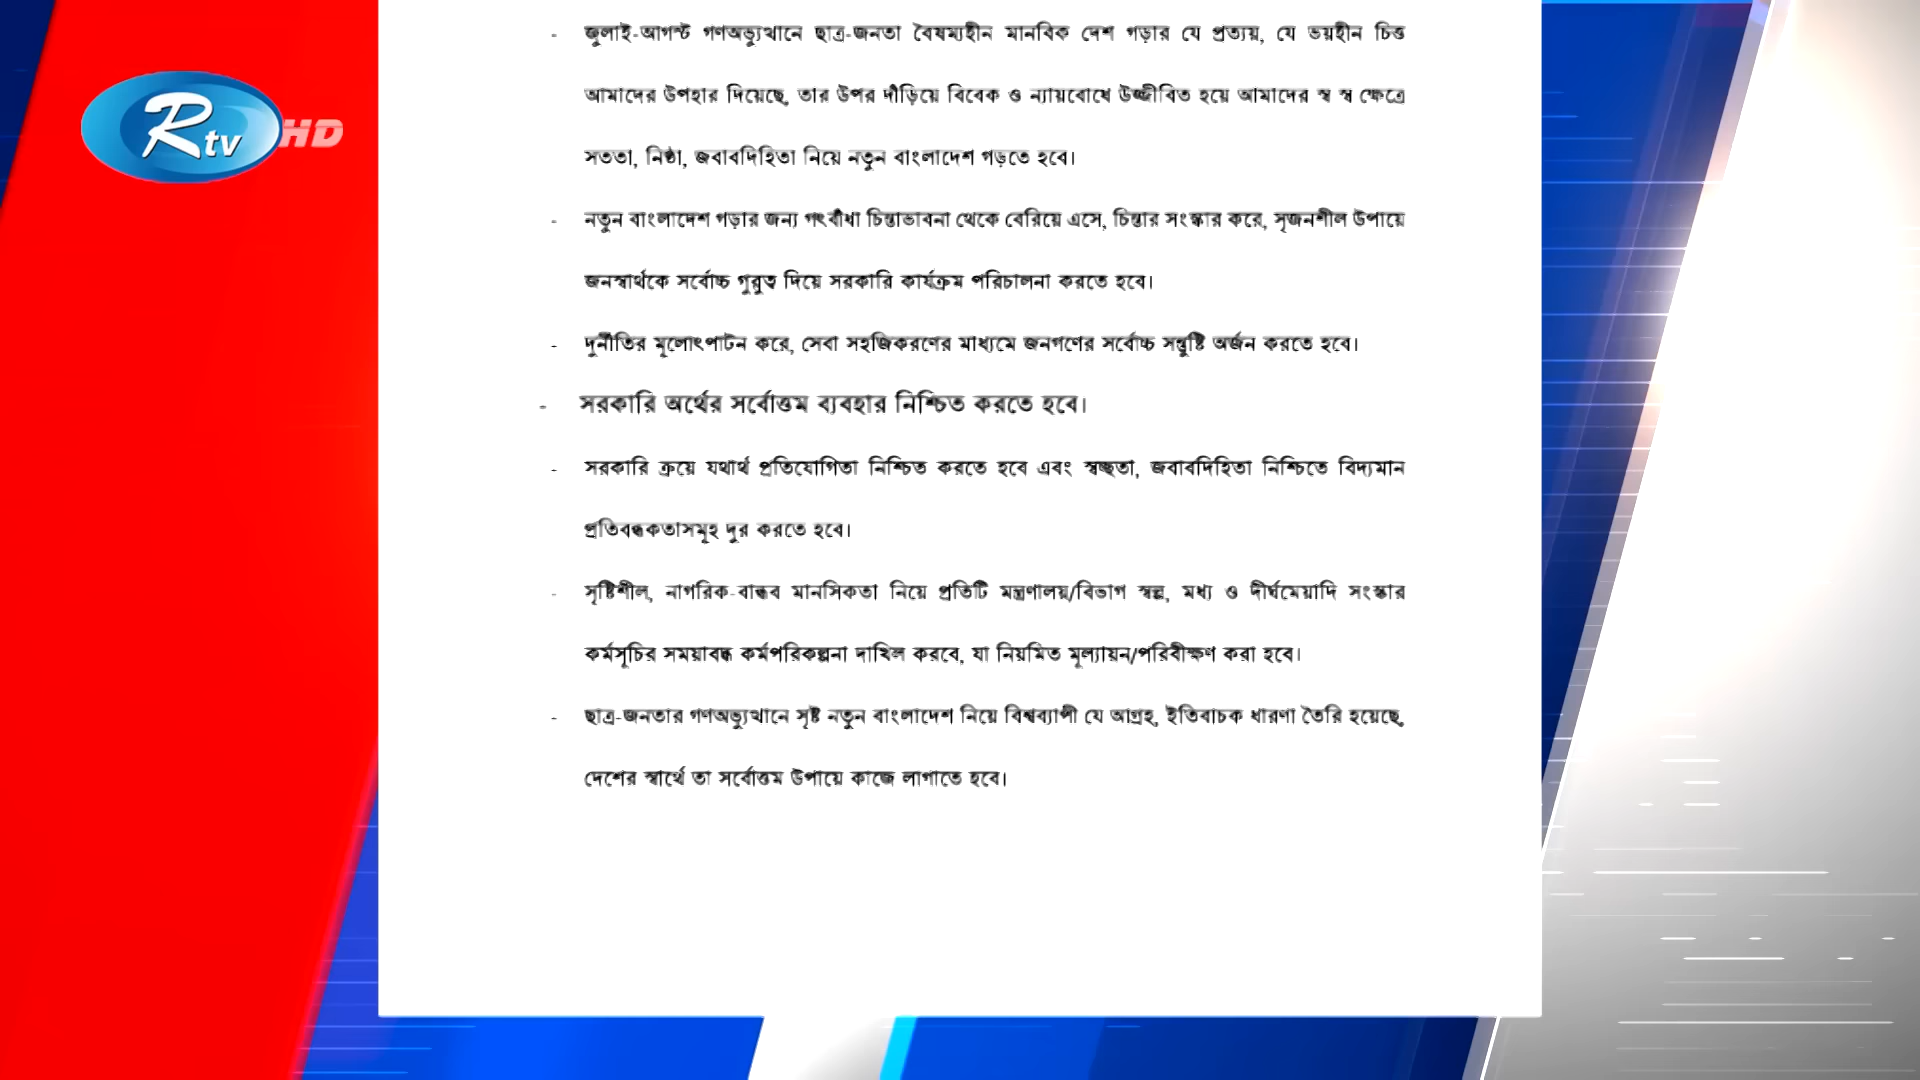 Rtv HD
- জুলাই-আগস্ট গণঅভ্যুত্থানে ছাত্র-জনতা বৈষম্যহীন মানবিক দেশ গড়ার যে প্রত্যয়, যে ভয়হীন চিত্ত
আমাদের উপহার দিয়েছে, তার উপর দাঁড়িয়ে বিবেক ও ন্যায়বোধে উজ্জীবিত হয়ে আমাদের স্ব স্ব ক্ষেত্রে
সততা, নিষ্ঠা, জবাবদিহিতা নিয়ে নতুন বাংলাদেশ গড়তে হবে।
- নতুন বাংলাদেশ গড়ার জন্য গৎবাঁধা চিন্তাভাবনা থেকে বেরিয়ে এসে, চিন্তার সংস্কার করে, সৃজনশীল উপায়ে
জনস্বার্থকে সর্বোচ্চ গুরুত্ব দিয়ে সরকারি কার্যক্রম পরিচালনা করতে হবে।
- দুর্নীতির মূলোৎপাটন করে, সেবা সহজিকরণের মাধ্যমে জনগণের সর্বোচ্চ সন্তুষ্টি অর্জন করতে হবে।
- সরকারি অর্থের সর্বোত্তম ব্যবহার নিশ্চিত করতে হবে।
- সরকারি ক্রয়ে যথার্থ প্রতিযোগিতা নিশ্চিত করতে হবে এবং স্বচ্ছতা, জবাবদিহিতা নিশ্চিতে বিদ্যমান
প্রতিবন্ধকতাসমূহ দুর করতে হবে।
- সৃষ্টিশীল, নাগরিক-বান্ধব মানসিকতা নিয়ে প্রতিটি মন্ত্রণালয়/বিভাগ স্বল্প, মধ্য ও দীর্ঘমেয়াদি সংস্কার
কর্মসূচির সময়াবদ্ধ কর্মপরিকল্পনা দাখিল করবে, যা নিয়মিত মূল্যায়ন/পরিবীক্ষণ করা হবে।
- ছাত্র-জনতার গণঅভ্যুত্থানে সৃষ্ট নতুন বাংলাদেশ নিয়ে বিশ্বব্যাপী যে আগ্রহ, ইতিবাচক ধারণা তৈরি হয়েছে,
দেশের স্বার্থে তা সর্বোত্তম উপায়ে কাজে লাগাতে হবে।